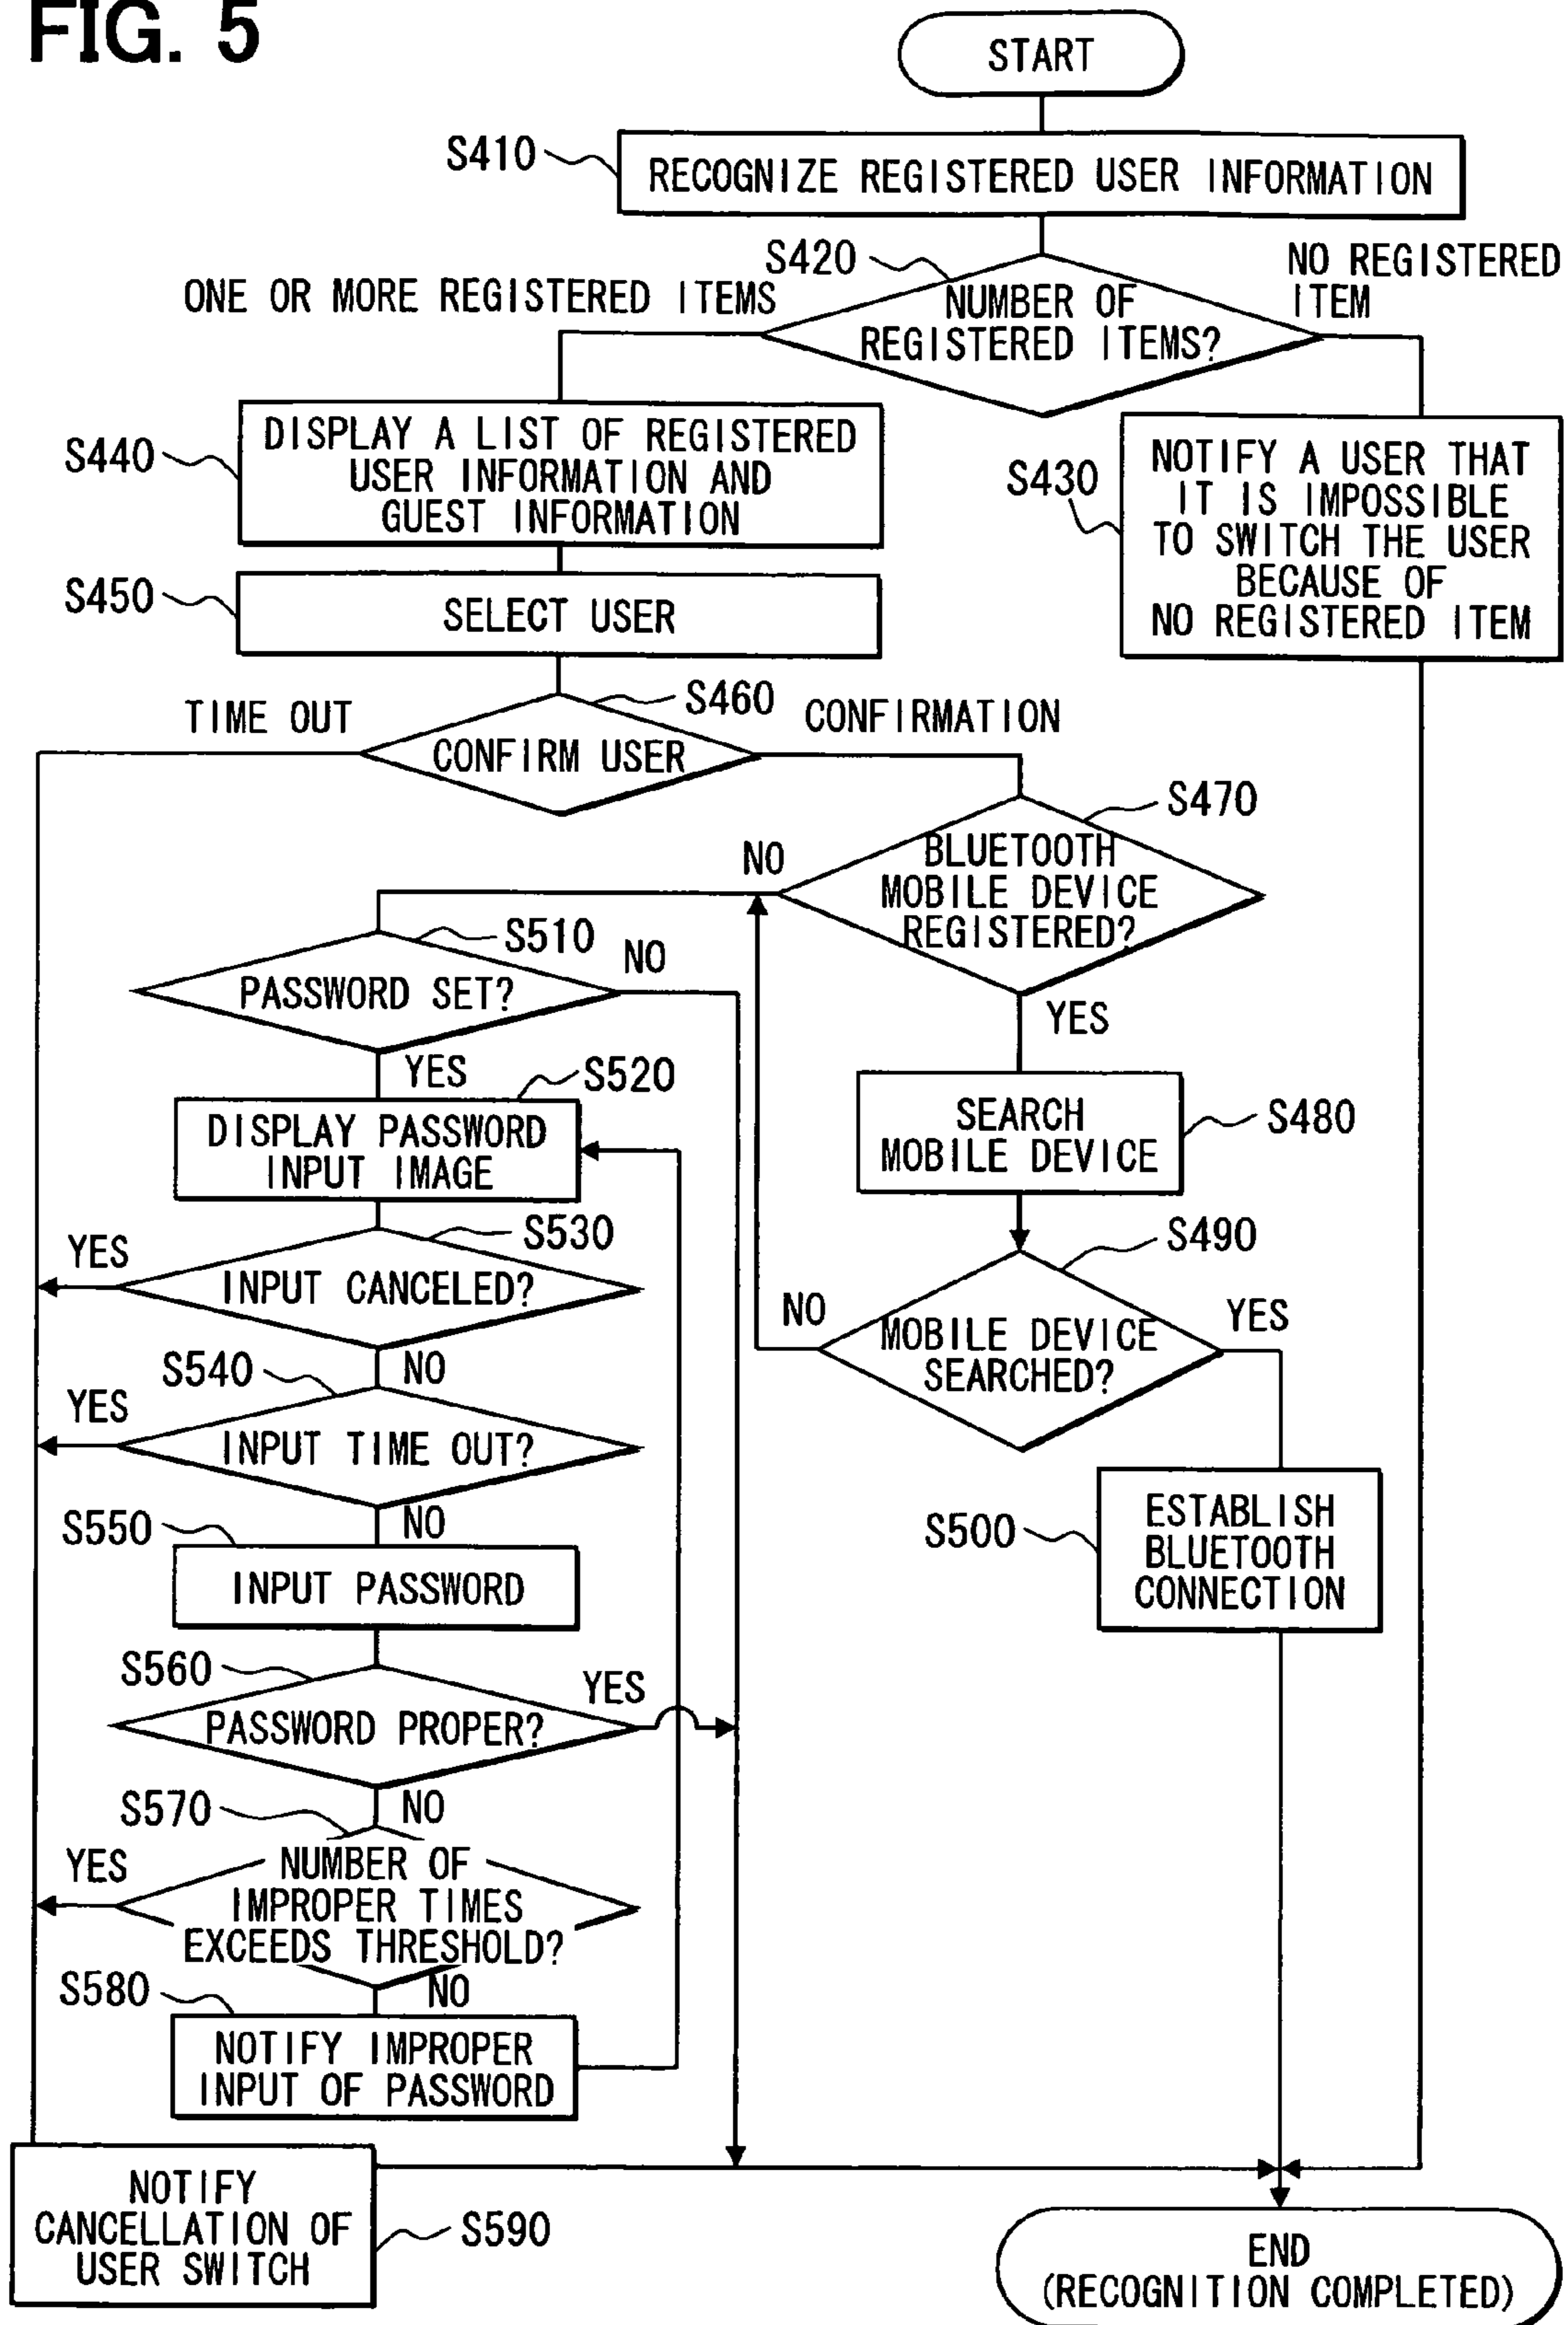 FIG. 5
START
S410
RECOGNIZE REGISTERED USER INFORMATION
S420
NUMBER OF
REGISTERED ITEMS?
ONE OR MORE REGISTERED ITEMS
NO REGISTERED
ITEM
S440
DISPLAY A LIST OF REGISTERED
USER INFORMATION AND
GUEST INFORMATION
S430
NOTIFY A USER THAT
IT IS IMPOSSIBLE
TO SWITCH THE USER
BECAUSE OF
NO REGISTERED ITEM
S450
SELECT USER
S460
TIME OUT
CONFIRM USER
CONFIRMATION
S470
BLUETOOTH
MOBILE DEVICE
REGISTERED?
NO
YES
S510
PASSWORD SET?
NO
YES
S520
DISPLAY PASSWORD
INPUT IMAGE
SEARCH
MOBILE DEVICE
S480
S530
YES
INPUT CANCELED?
NO
S490
MOBILE DEVICE
SEARCHED?
NO
YES
S540
YES
INPUT TIME OUT?
NO
S500
ESTABLISH
BLUETOOTH
CONNECTION
S550
INPUT PASSWORD
S560
PASSWORD PROPER?
YES
NO
S570
YES
NUMBER OF
IMPROPER TIMES
EXCEEDS THRESHOLD?
NO
S580
NOTIFY IMPROPER
INPUT OF PASSWORD
NOTIFY
CANCELLATION OF
USER SWITCH
S590
END
(RECOGNITION COMPLETED)